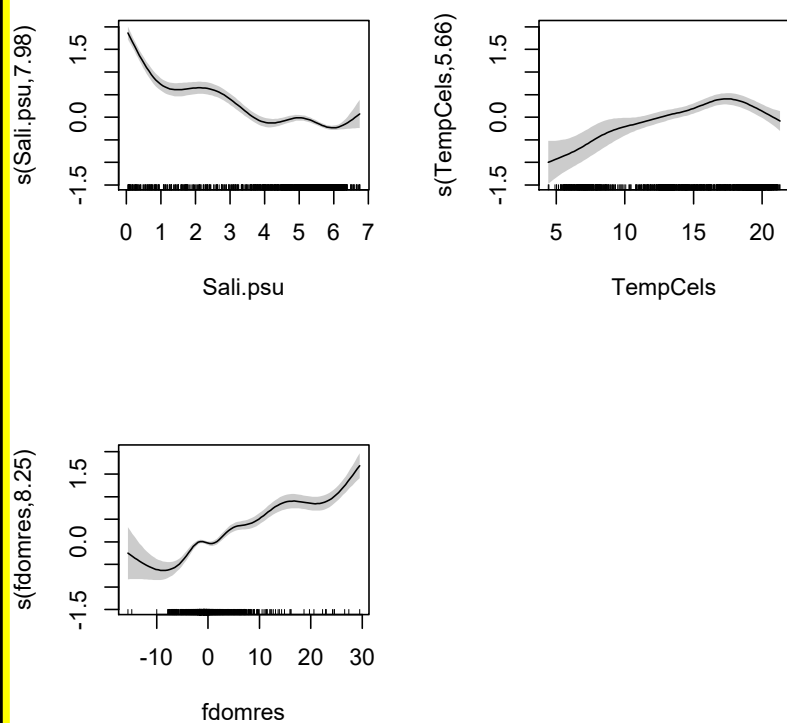 s(Sali.psu,7.98)
1.5
0.0
-1.5
0 1 2 3 4 5 6 7
Sali.psu
s(TempCels,5.66)
1.5
0.0
-1.5
5 10 15 20
TempCels
s(fdomres,8.25)
1.5
0.0
-1.5
-10 0 10 20 30
fdomres